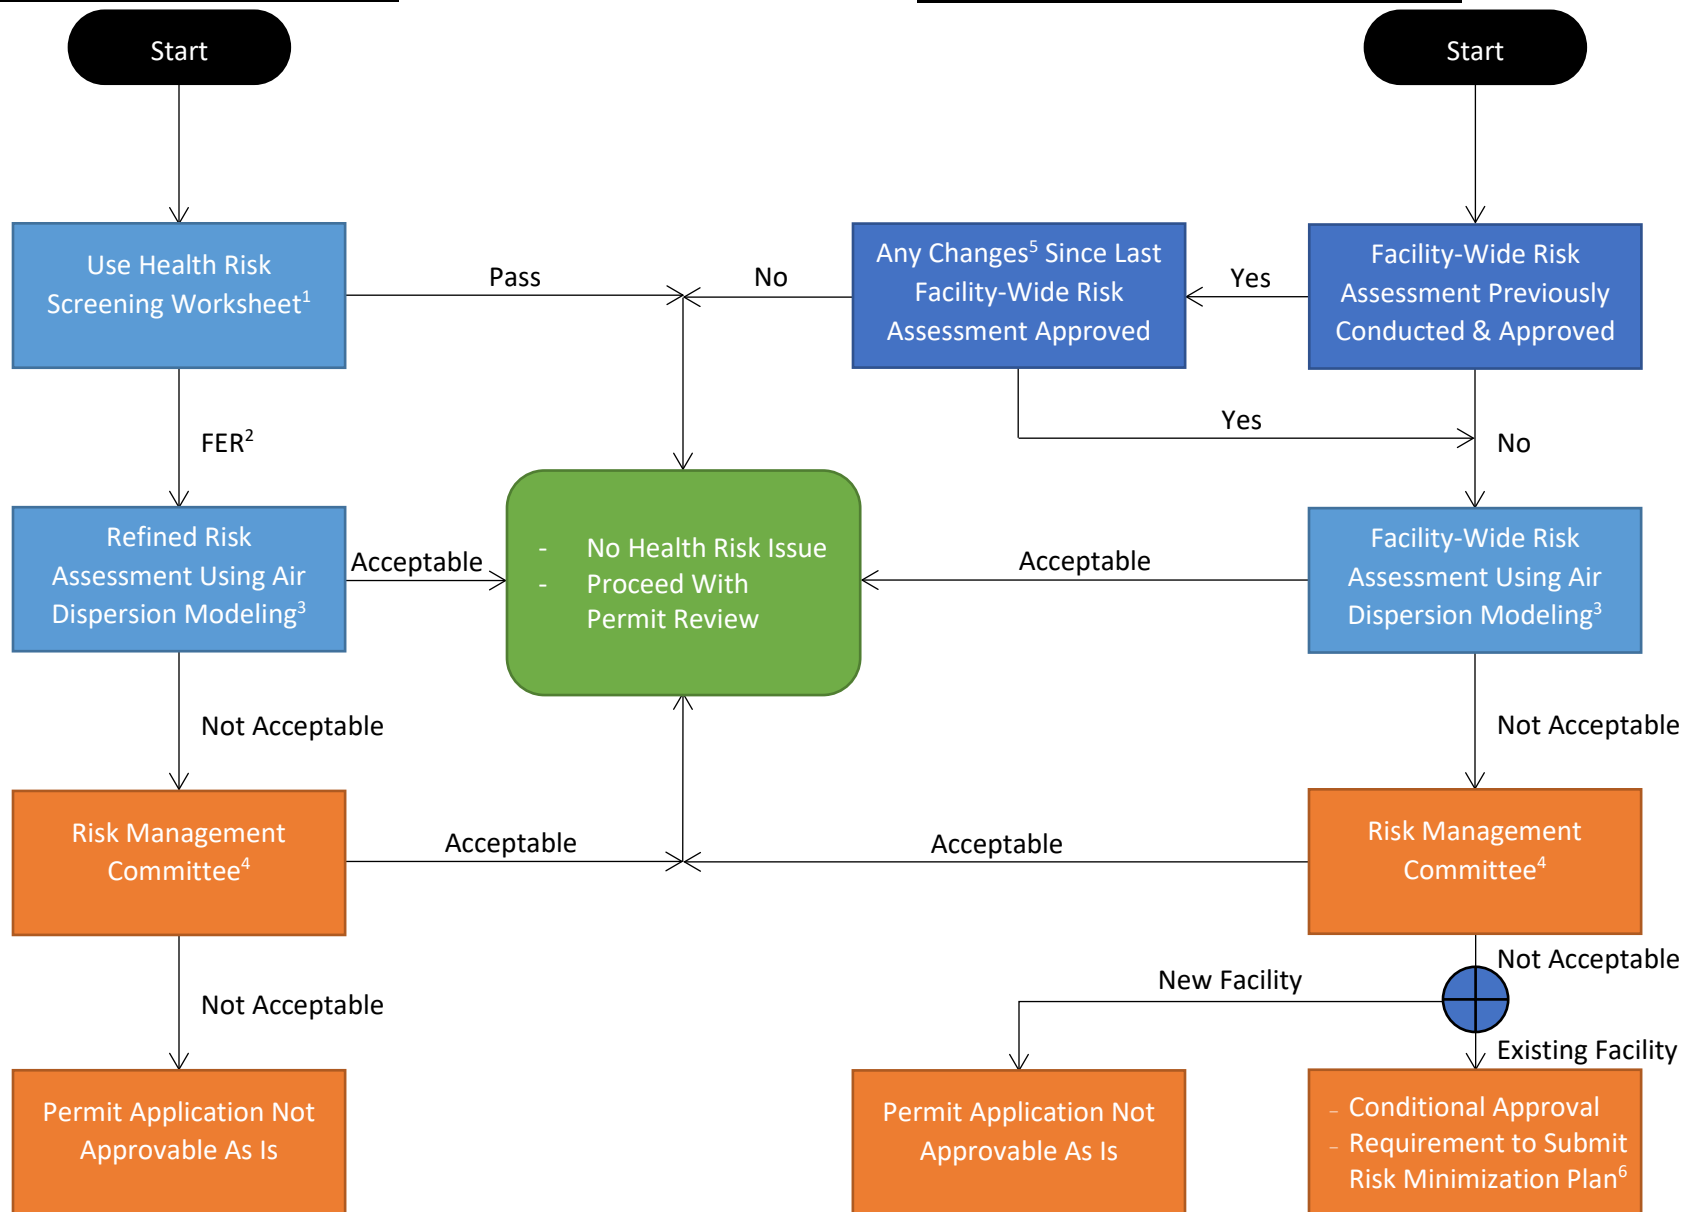 Start
Start
Use Health Risk
Screening Worksheet1
Pass
No
Any Changes5 Since Last
Facility-Wide Risk
Assessment Approved
Yes
Facility-Wide Risk
Assessment Previously
Conducted & Approved
FER2
Yes
No
Refined Risk
Assessment Using Air
Dispersion Modeling3
Acceptable
- No Health Risk Issue
- Proceed With
Permit Review
Acceptable
Facility-Wide Risk
Assessment Using Air
Dispersion Modeling3
Not Acceptable
Not Acceptable
Risk Management
Committee4
Acceptable
Acceptable
Risk Management
Committee4
Not Acceptable
New Facility
Not Acceptable
Existing Facility
Permit Application Not
Approvable As Is
Permit Application Not
Approvable As Is
- Conditional Approval
- Requirement to Submit
Risk Minimization Plan6